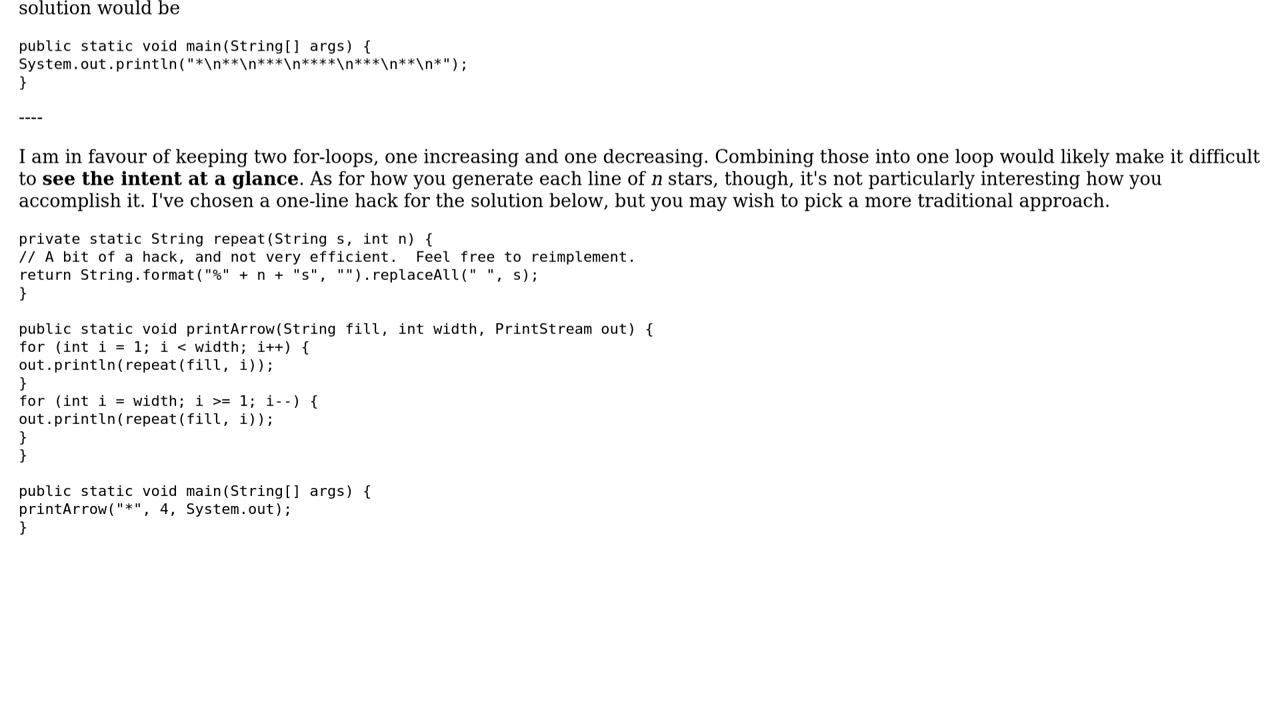 solution would be
public static void main(String[] args) {
System.out.println("*\n**\n***\n****\n***\n**\n*");
}
----
I am in favour of keeping two for-loops, one increasing and one decreasing. Combining those into one loop would likely make it difficult
to see the intent at a glance. As for how you generate each line of n stars, though, it's not particularly interesting how you
accomplish it. I've chosen a one-line hack for the solution below, but you may wish to pick a more traditional approach.
private static String repeat(String s, int n) {
// A bit of a hack, and not very efficient.  Feel free to reimplement.
return String.format("%" + n + "s", "").replaceAll(" ", s);
}
public static void printArrow(String fill, int width, PrintStream out) {
for (int i = 1; i < width; i++) {
out.println(repeat(fill, i));
}
for (int i = width; i >= 1; i--) {
out.println(repeat(fill, i));
}
}
public static void main(String[] args) {
printArrow("*", 4, System.out);
}